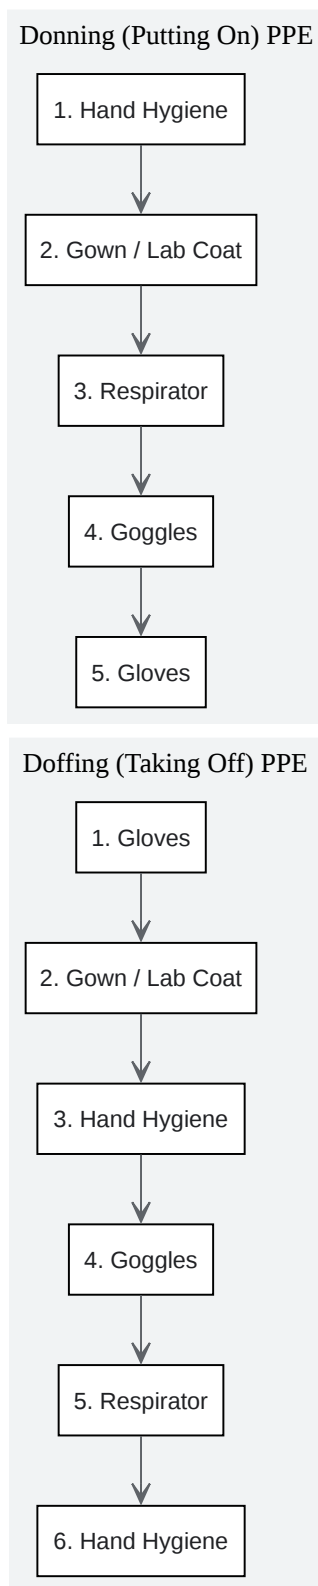 Donning (Putting On) PPE
1. Hand Hygiene
2. Gown / Lab Coat
3. Respirator
4. Goggles
5. Gloves
Doffing (Taking Off) PPE
1. Gloves
2. Gown / Lab Coat
3. Hand Hygiene
4. Goggles
5. Respirator
6. Hand Hygiene